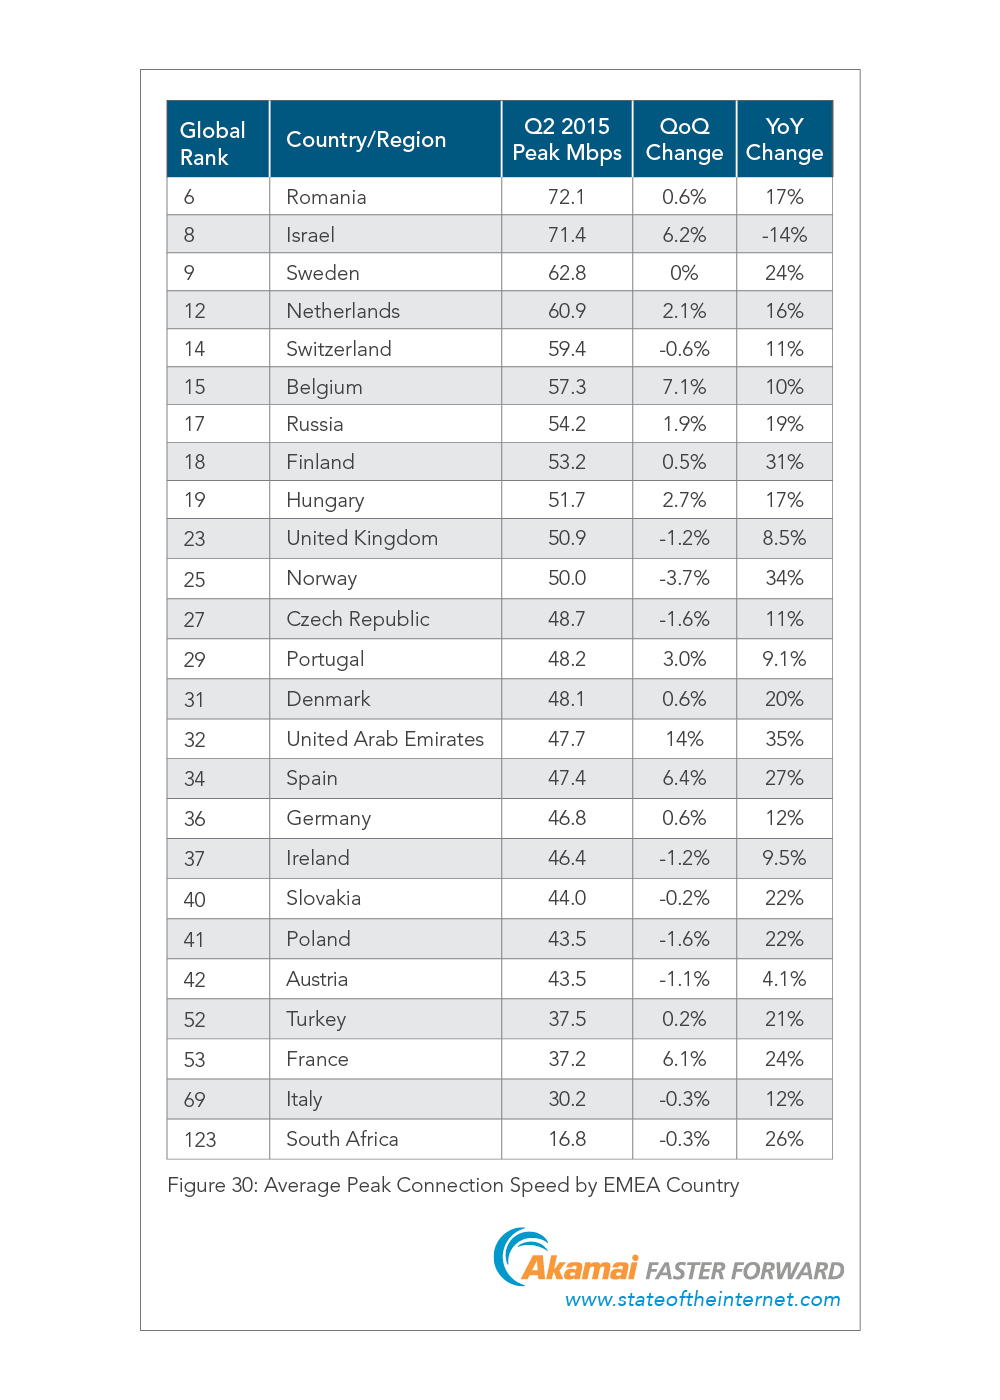 Global Rank Country/Region Q2 2015 Peak Mbps QoQ Change YoY Change
6 Romania 72.1 0.6% 17%
8 Israel 71.4 6.2% -14%
9 Sweden 62.8 0% 24%
12 Netherlands 60.9 2.1% 16%
14 Switzerland 59.4 -0.6% 11%
15 Belgium 57.3 7.1% 10%
17 Russia 54.2 1.9% 19%
18 Finland 53.2 0.5% 31%
19 Hungary 51.7 2.7% 17%
23 United Kingdom 50.9 -1.2% 8.5%
25 Norway 50.0 -3.7% 34%
27 Czech Republic 48.7 -1.6% 11%
29 Portugal 48.2 3.0% 9.1%
31 Denmark 48.1 0.6% 20%
32 United Arab Emirates 47.7 14% 35%
34 Spain 47.4 6.4% 27%
36 Germany 46.8 0.6% 12%
37 Ireland 46.4 -1.2% 9.5%
40 Slovakia 44.0 -0.2% 22%
41 Poland 43.5 -1.6% 22%
42 Austria 43.5 -1.1% 4.1%
52 Turkey 37.5 0.2% 21%
53 France 37.2 6.1% 24%
69 Italy 30.2 -0.3% 12%
123 South Africa 16.8 -0.3% 26%
Figure 30: Average Peak Connection Speed by EMEA Country
Akamai FASTER FORWARD
www.stateoftheinternet.com